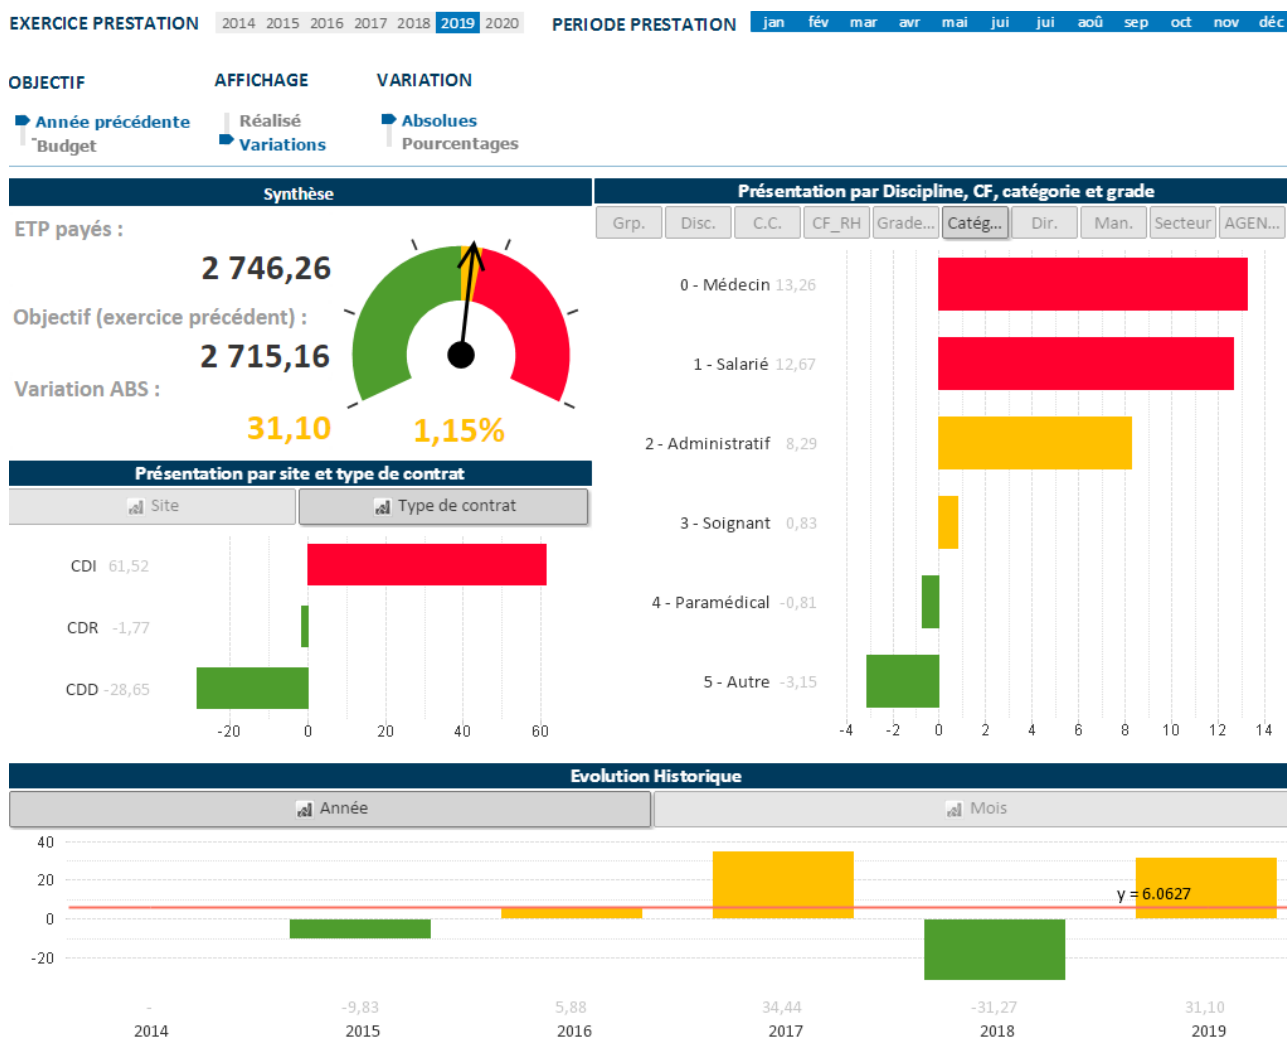 EXERCICE PRESTATION 2014 2015 2016 2017 2018 2019 2020 PERIODE PRESTATION jan fév mar avr mai jui jui aoû sep oct nov déc
OBJECTIF AFFICHAGE VARIATION
Année précédente Réalisé Absolues
Budget Variations Pourcentages
Synthèse
ETP payés :
2 746,26
Objectif (exercice précédent) :
2 715,16
Variation ABS :
31,10 1,15%
Présentation par Discipline, CF, catégorie et grade
Grp. Disc. C.C. CF_RH Grade... Catég... Dir. Man. Secteur AGEN...
0 - Médecin 13,26
1 - Salarié 12,67
2 - Administratif 8,29
3 - Soignant 0,83
4 - Paramédical -0,81
5 - Autre -3,15
-4 -2 0 2 4 6 8 10 12 14
Présentation par site et type de contrat
Site Type de contrat
CDI 61,52
CDR -1,77
CDD -28,65
-20 0 20 40 60
Evolution Historique
Année Mois
40
20
0
-20
y = 6.0627
- -9,83 5,88 34,44 -31,27 31,10
2014 2015 2016 2017 2018 2019